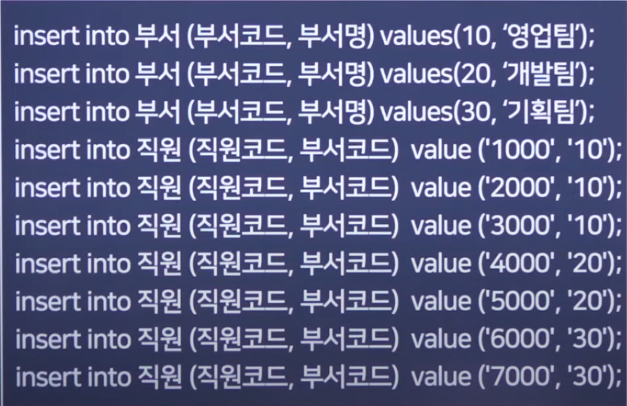 insert into 부서 (부서코드, 부서명) values(10, ‘영업팀’);
insert into 부서 (부서코드, 부서명) values(20, ‘개발팀’);
insert into 부서 (부서코드, 부서명) values(30, ‘기획팀’);
insert into 직원 (직원코드, 부서코드) value ('1000', '10');
insert into 직원 (직원코드, 부서코드) value ('2000', '10');
insert into 직원 (직원코드, 부서코드) value ('3000', '10');
insert into 직원 (직원코드, 부서코드) value ('4000', '20');
insert into 직원 (직원코드, 부서코드) value ('5000', '20');
insert into 직원 (직원코드, 부서코드) value ('6000', '30');
insert into 직원 (직원코드, 부서코드) value ('7000', '30');